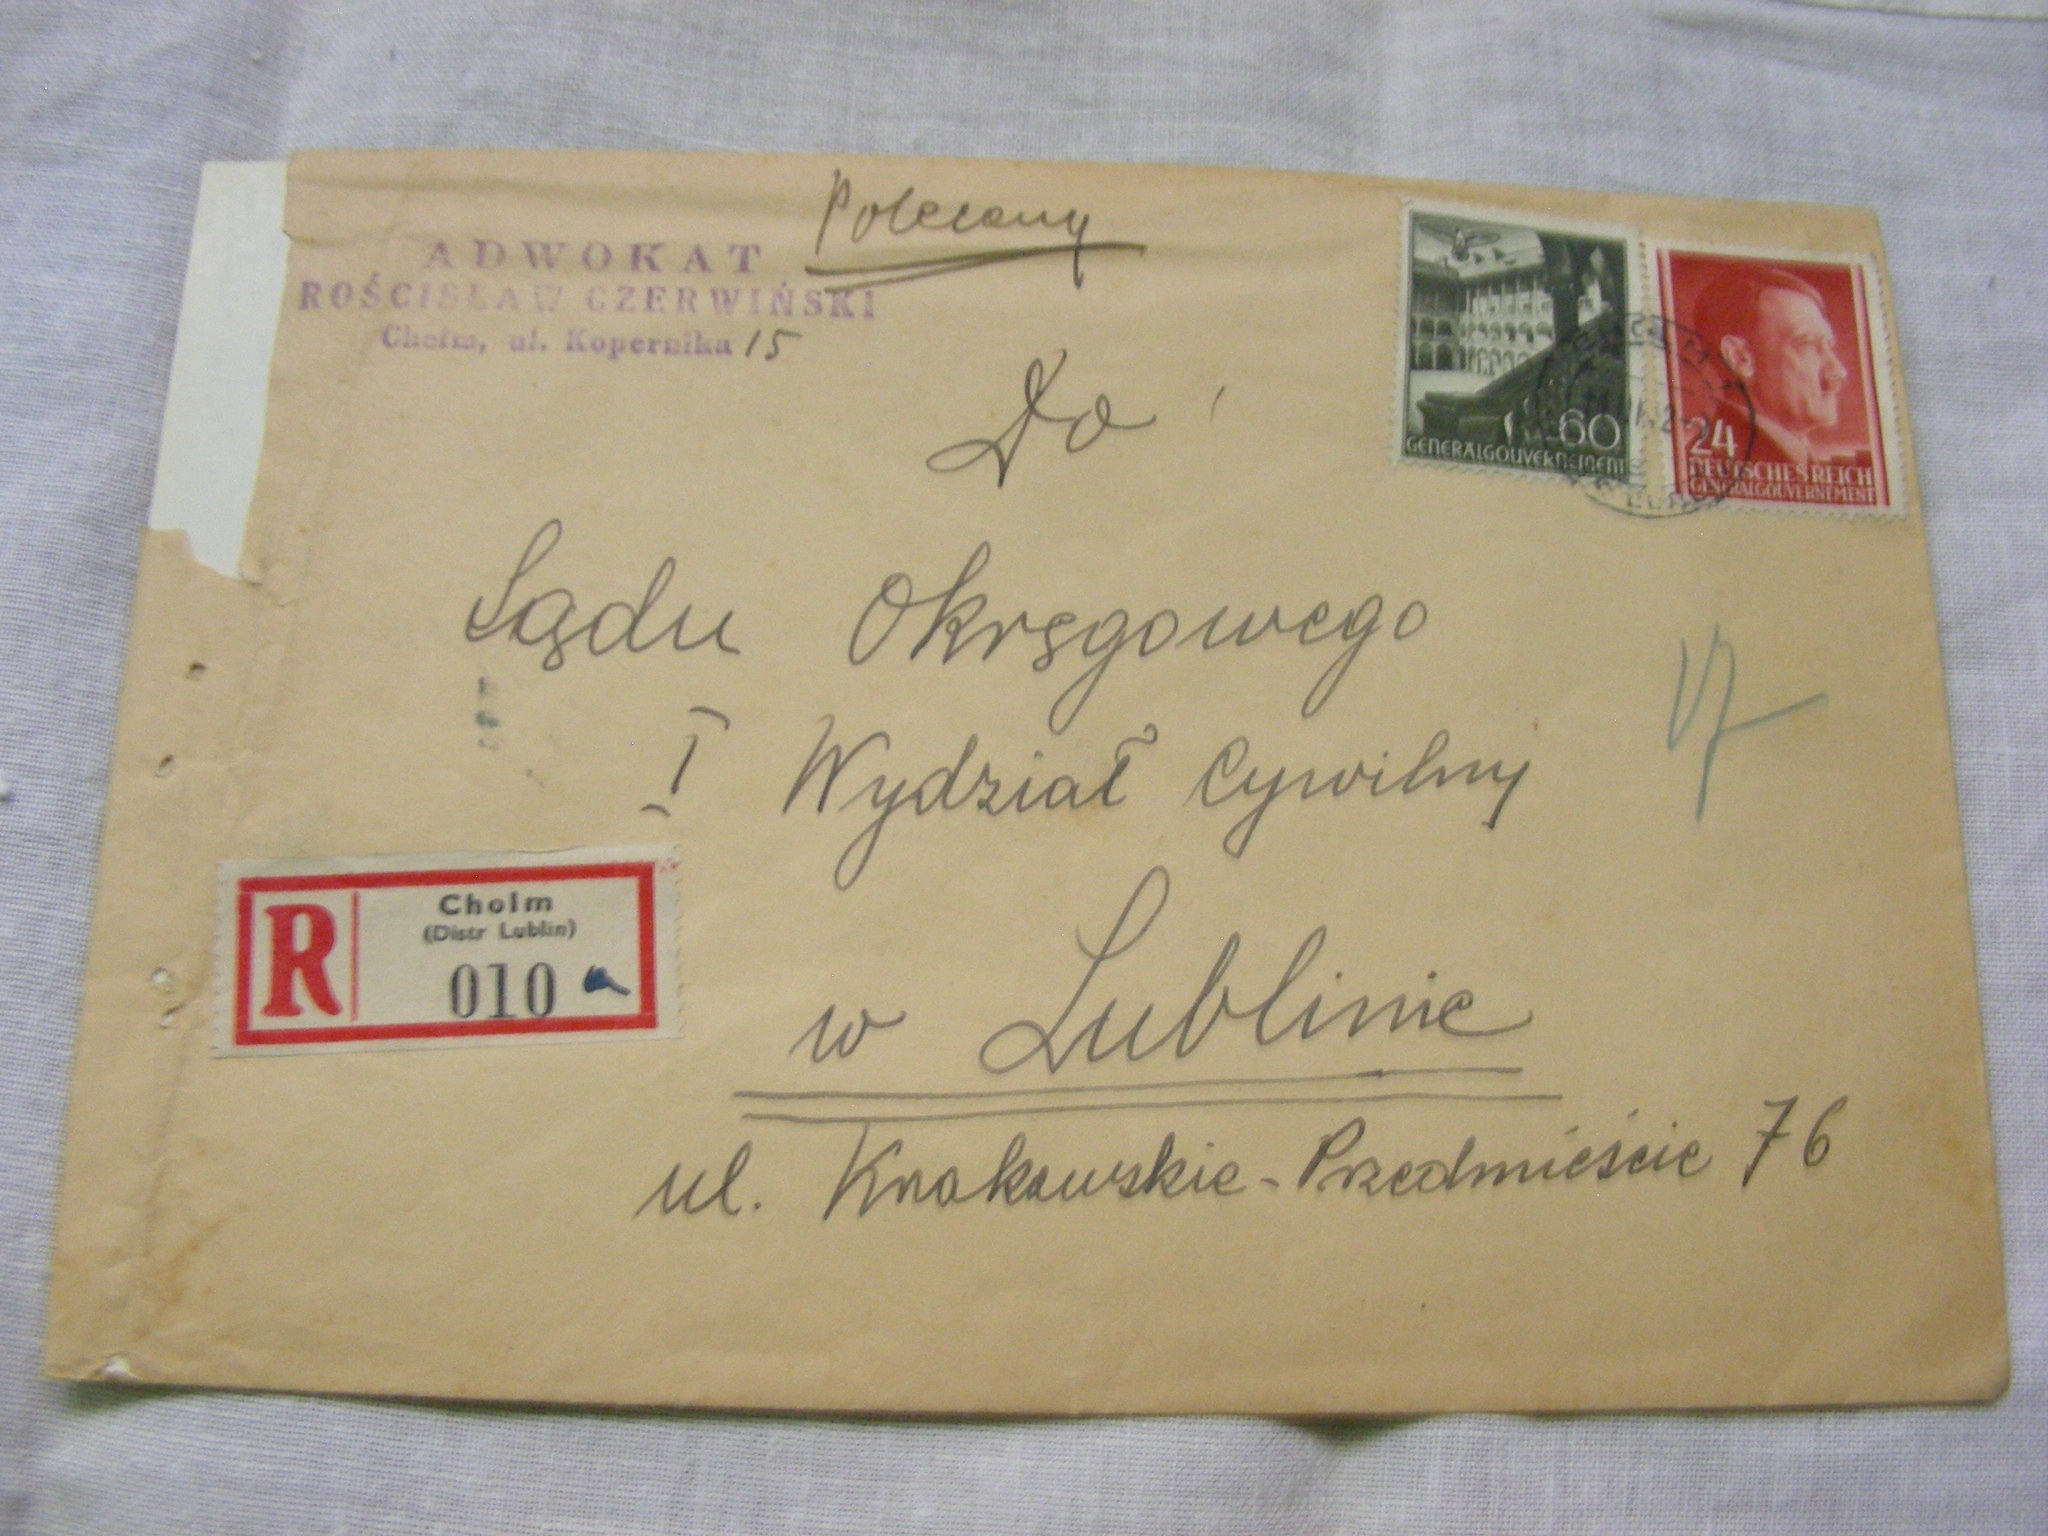 Polecony
ADWOKAT
ROŚCISŁAW CZERWIŃSKI
Chełm, ul. Kopernika 15
60
GENERALGOUVERNEMENT
24
DEUTSCHES REICH
GENERALGOUVERNEMENT
Do
Sądu Okręgowego
I Wydział Cywilny
R
Cholm
(Distr Lublin)
010
w Lublinie
ul. Krakowskie-Przedmieście 76